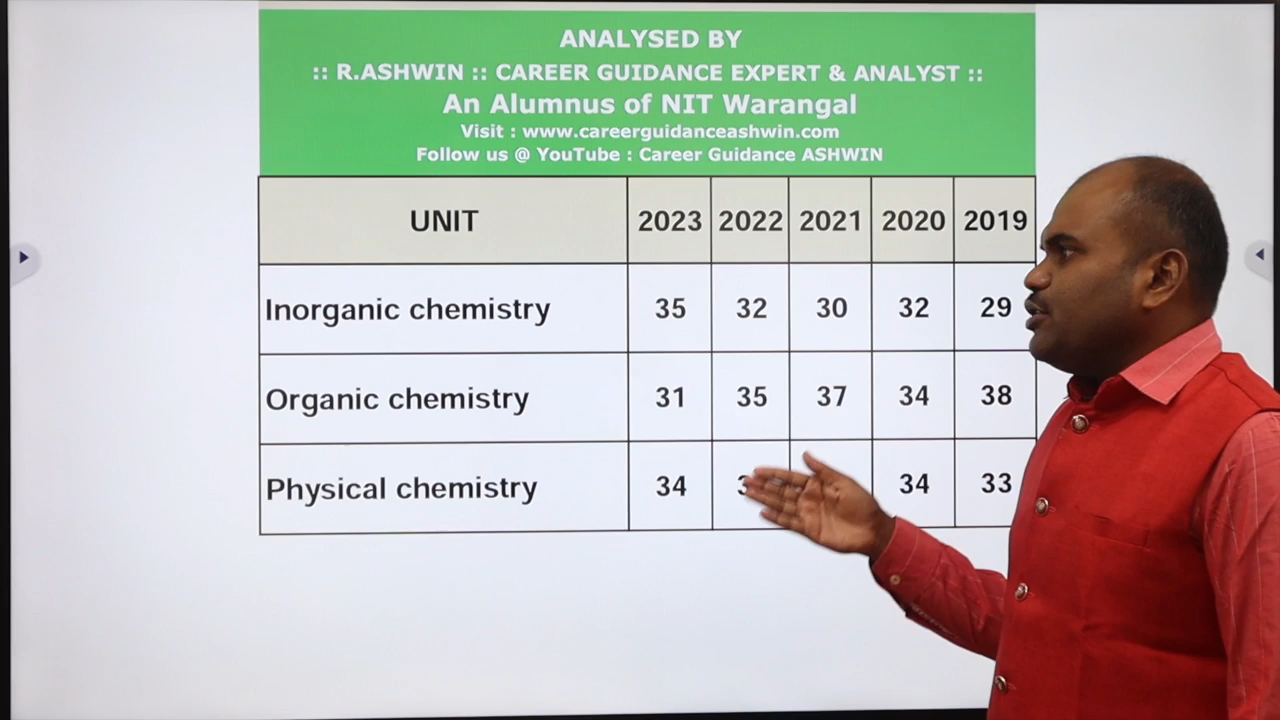 ANALYSED BY
:: R.ASHWIN :: CAREER GUIDANCE EXPERT & ANALYST ::
An Alumnus of NIT Warangal
Visit : www.careerguidanceashwin.com
Follow us @ YouTube : Career Guidance ASHWIN
UNIT 2023 2022 2021 2020 2019
Inorganic chemistry 35 32 30 32 29
Organic chemistry 31 35 37 34 38
Physical chemistry 34 34 33